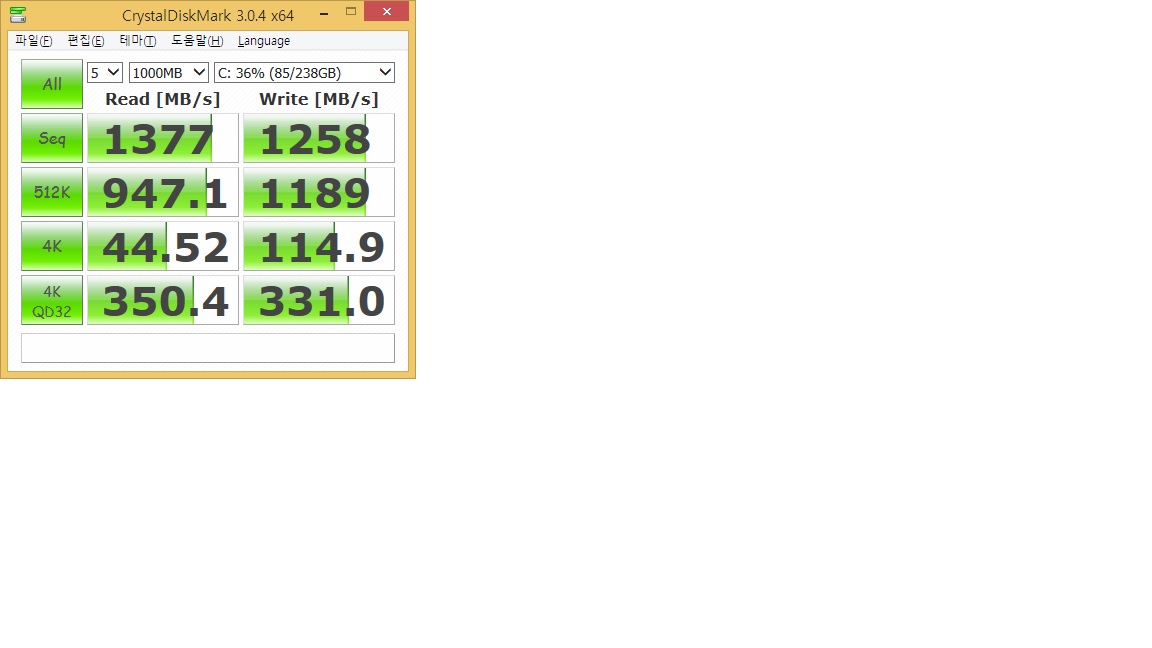 CrystalDiskMark 3.0.4 x64
파일(F) 편집(E) 테마(T) 도움말(H) Language
All 5 1000MB C: 36% (85/238GB)
Read [MB/s] Write [MB/s]
Seq 1377 1258
512K 947.1 1189
4K 44.52 114.9
4K QD32 350.4 331.0